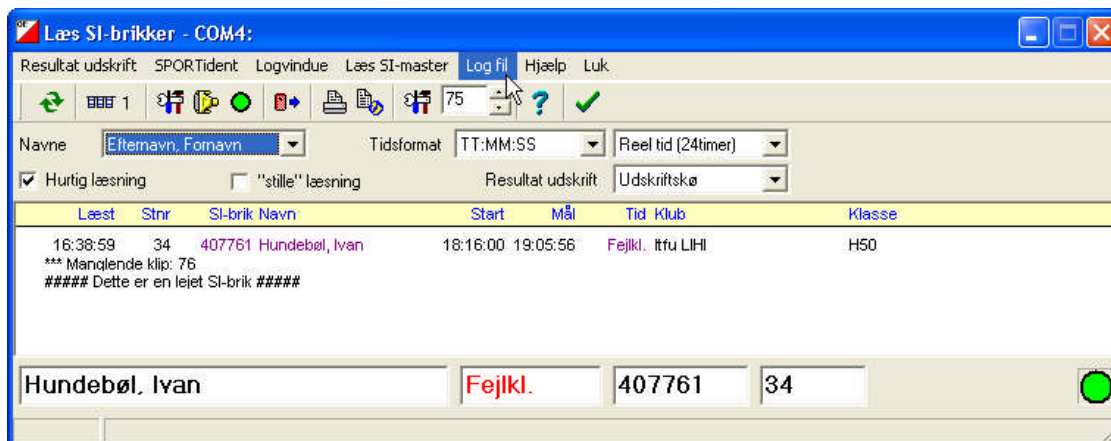 OE
Læs SI-brikker - COM4:
Resultat udskrift SPORTident Logvindue Læs SI-master Log fil Hjælp Luk
1 75 ?
Navne Efternavn, Fornavn Tidsformat TT:MM:SS Reel tid (24timer)
Hurtig læsning "stille" læsning Resultat udskrift Udskriftskø
Læst Stnr SI-brik Navn Start Mål Tid Klub Klasse
16:38:59 34 407761 Hundebøl, Ivan 18:16:00 19:05:56 Fejlkl. Itfu LIHI H50
*** Manglende klip: 76
##### Dette er en lejet SI-brik #####
Hundebøl, Ivan Fejlkl. 407761 34